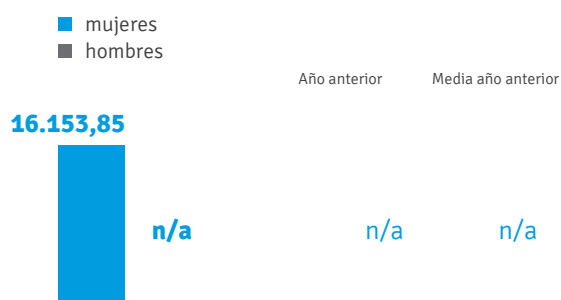 mujeres
hombres
Año anterior Media año anterior
16.153,85
n/a n/a n/a